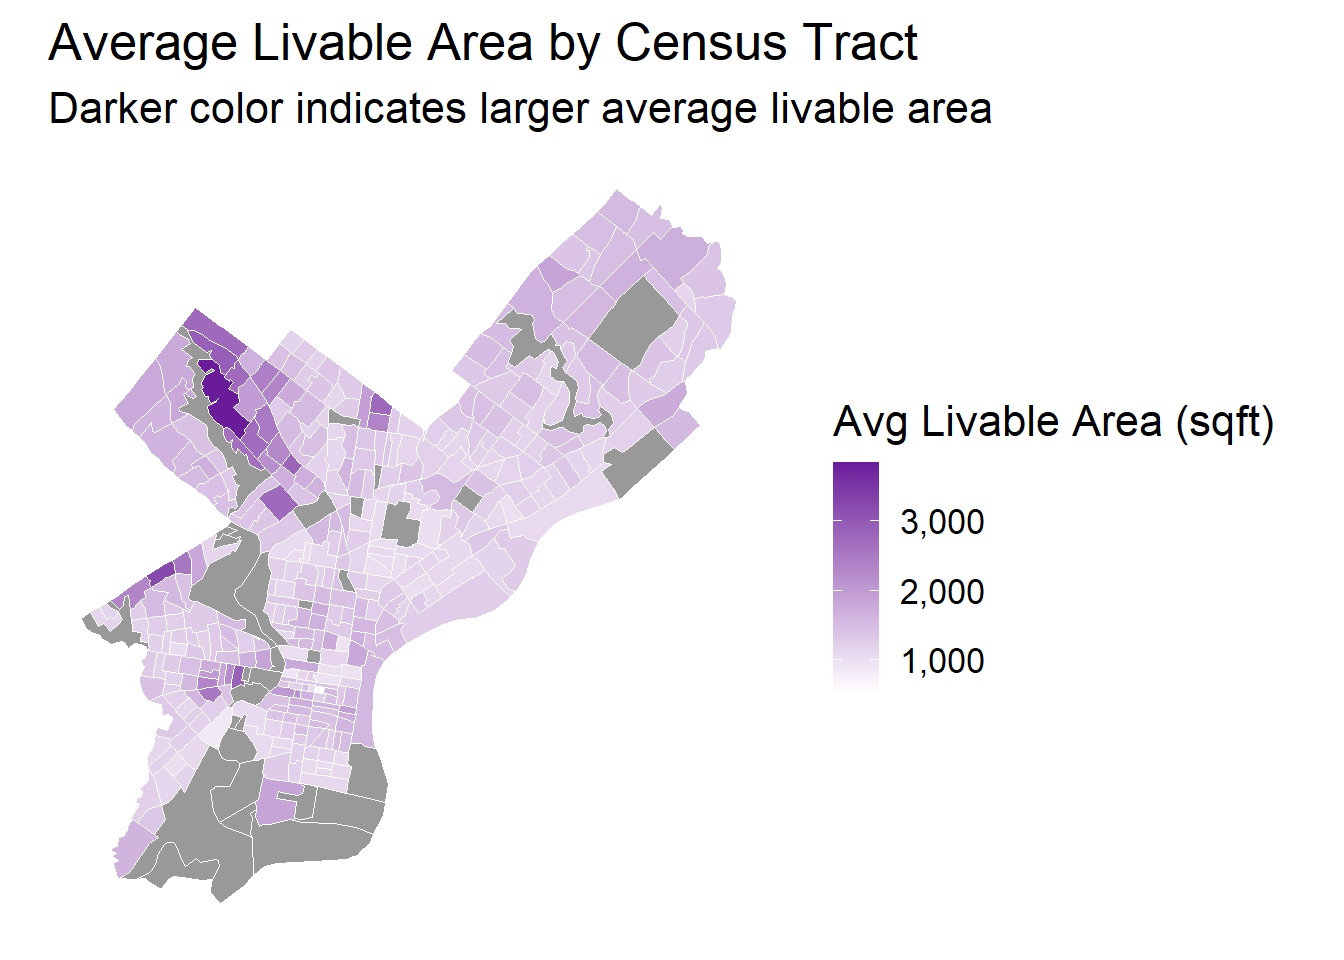 Average Livable Area by Census Tract
Darker color indicates larger average livable area
Avg Livable Area (sqft)
3,000
2,000
1,000